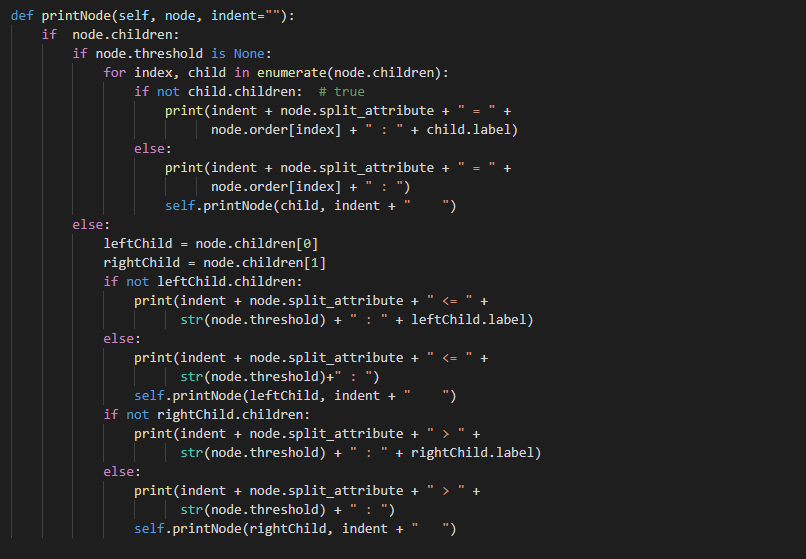 def printNode(self, node, indent=""):
    if  node.children:
        if node.threshold is None:
            for index, child in enumerate(node.children):
                if not child.children:  # true
                    print(indent + node.split_attribute + " = " +
                          node.order[index] + " : " + child.label)
                else:
                    print(indent + node.split_attribute + " = " +
                          node.order[index] + " : ")
                    self.printNode(child, indent + "    ")
        else:
            leftChild = node.children[0]
            rightChild = node.children[1]
            if not leftChild.children:
                print(indent + node.split_attribute + " <= " +
                      str(node.threshold) + " : " + leftChild.label)
            else:
                print(indent + node.split_attribute + " <= " +
                      str(node.threshold)+" : ")
                self.printNode(leftChild, indent + "    ")
            if not rightChild.children:
                print(indent + node.split_attribute + " > " +
                      str(node.threshold) + " : " + rightChild.label)
            else:
                print(indent + node.split_attribute + " > " +
                      str(node.threshold) + " : ")
                self.printNode(rightChild, indent + "   ")